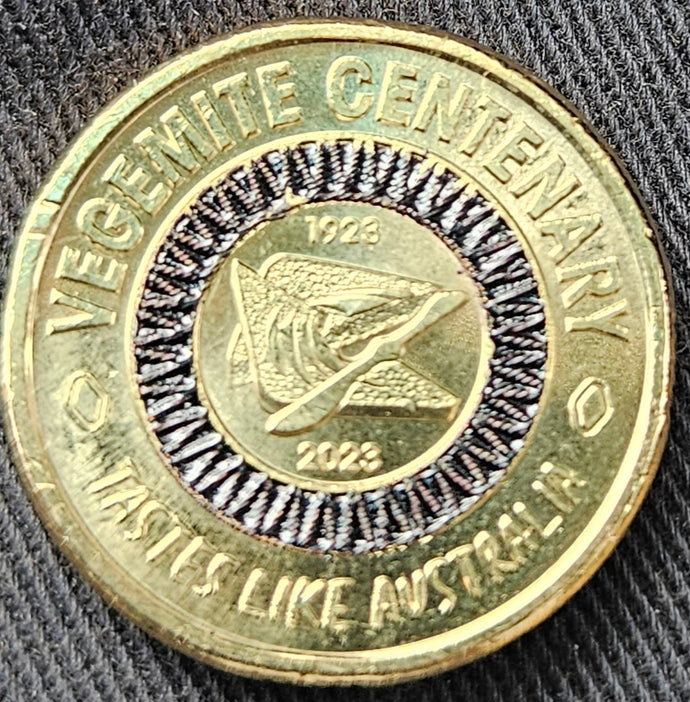 VEGEMITE CENTENARY
1923
2023
TASTES LIKE AUSTRALIA